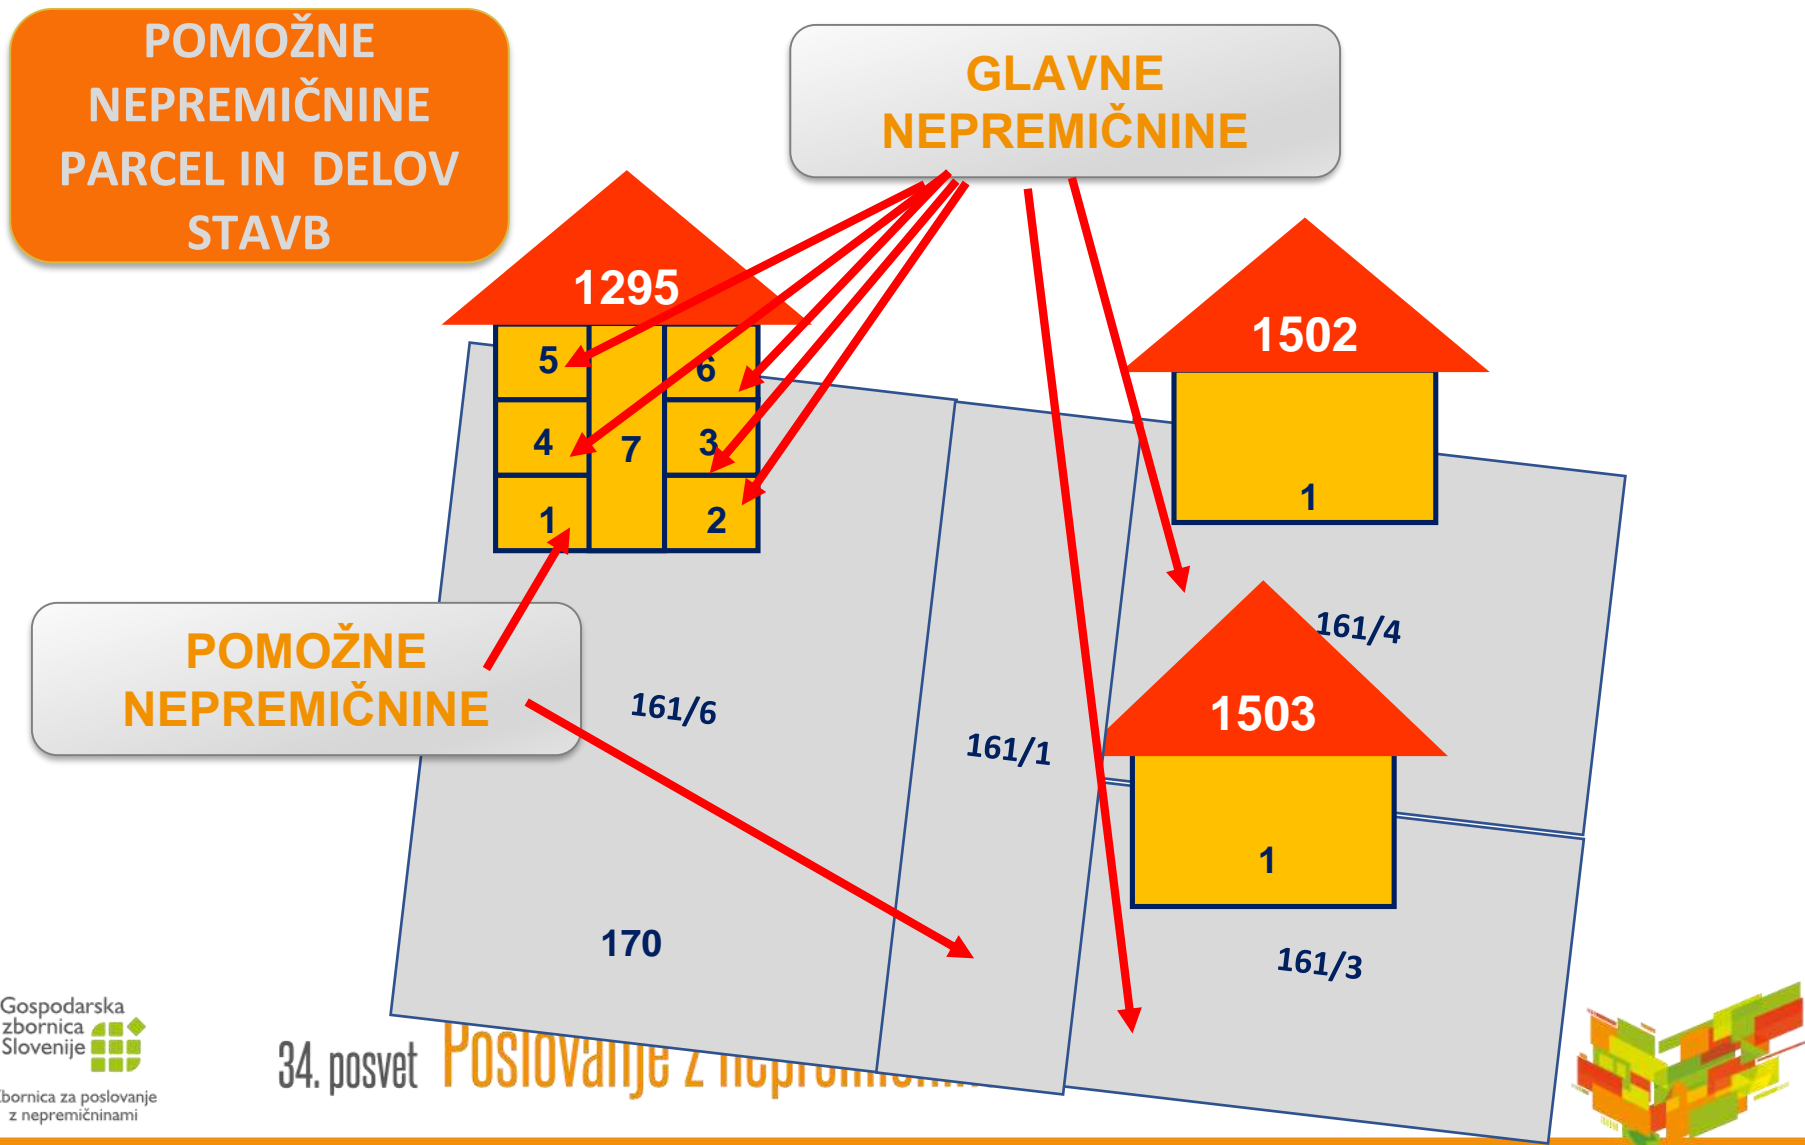 POMOŽNE
NEPREMIČNINE
PARCEL IN DELOV
STAVB
GLAVNE
NEPREMIČNINE
1295
5
6
4
7
3
1
2
1502
1
161/4
POMOŽNE
NEPREMIČNINE
161/6
161/1
1503
1
170
161/3
Gospodarska
zbornica
Slovenije
zbornica za poslovanje
z nepremičninami
34. posvet Poslovanje z